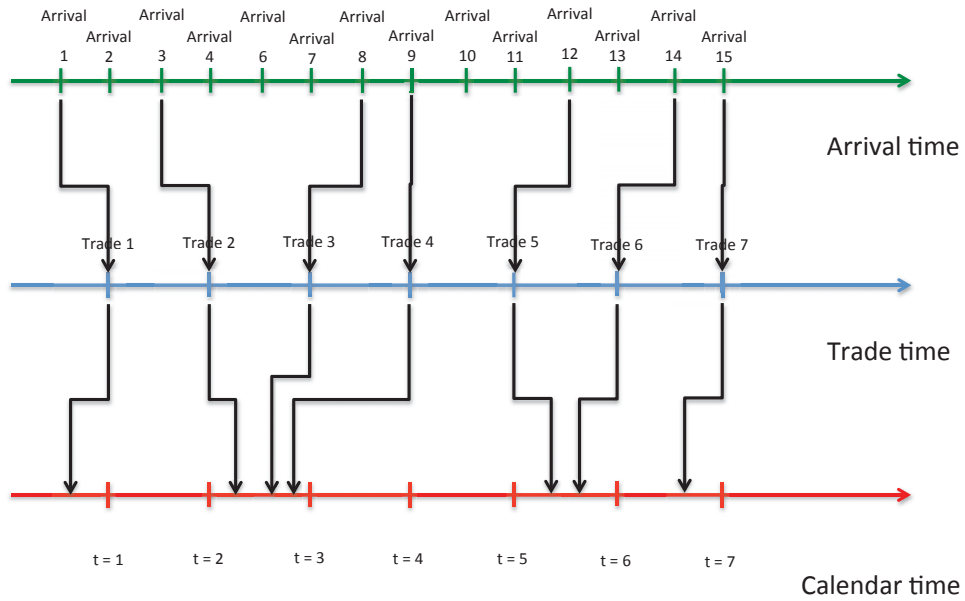 Arrival 1
Arrival 2
Arrival 3
Arrival 4
Arrival 6
Arrival 7
Arrival 8
Arrival 9
Arrival 10
Arrival 11
Arrival 12
Arrival 13
Arrival 14
Arrival 15
Arrival time
Trade 1
Trade 2
Trade 3
Trade 4
Trade 5
Trade 6
Trade 7
Trade time
t = 1
t = 2
t = 3
t = 4
t = 5
t = 6
t = 7
Calendar time